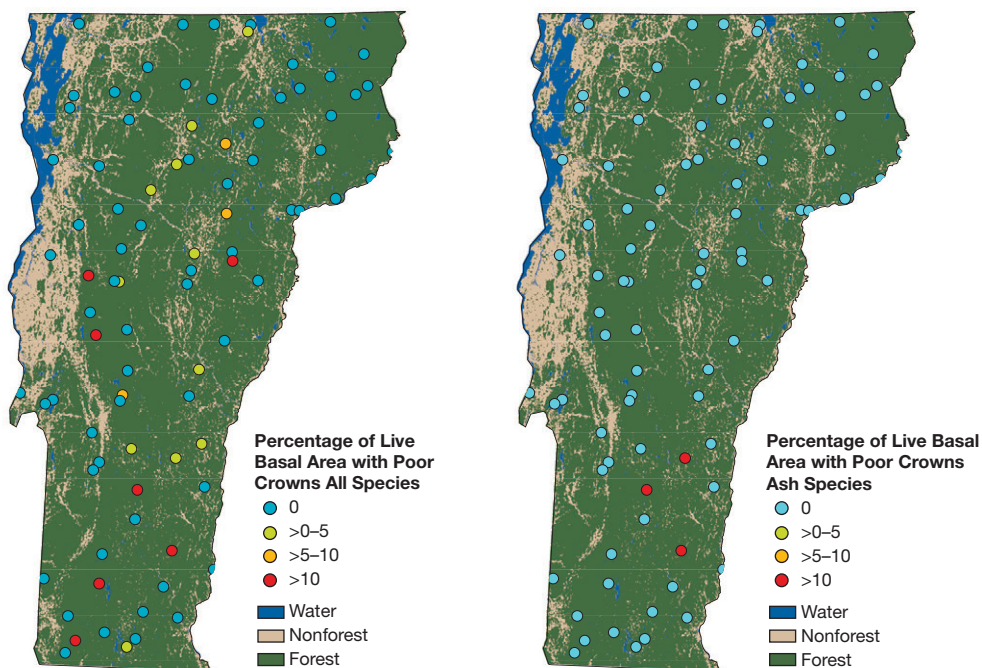 Percentage of Live
Basal Area with Poor
Crowns All Species
0
>0–5
>5–10
>10
Water
Nonforest
Forest
Percentage of Live Basal
Area with Poor Crowns
Ash Species
0
>0–5
>5–10
>10
Water
Nonforest
Forest